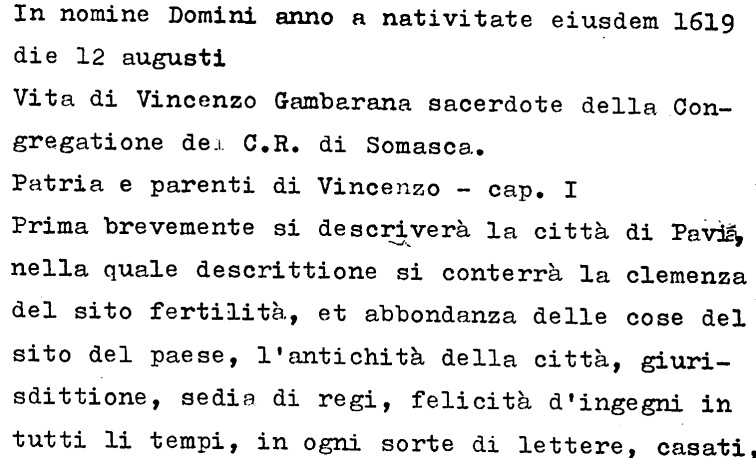 In nomine Domini anno a nativitate eiusdem 1619
die 12 augusti
Vita di Vincenzo Gambarana sacerdote della Con-
gregatione dei C.R. di Somasca.
Patria e parenti di Vincenzo - cap. I
Prima brevemente si descriverà la città di Pavia,
nella quale descrittione si conterrà la clemenza
del sito fertilità, et abbondanza delle cose del
sito del paese, l'antichità della città, giuri-
sdittione, sedia di regi, felicità d'ingegni in
tutti li tempi, in ogni sorte di lettere, casati,